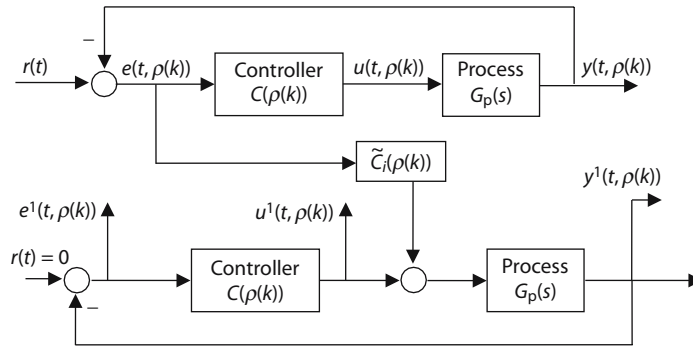 −
r(t)
e(t, ρ(k))
Controller
C(ρ(k))
u(t, ρ(k))
Process
Gp(s)
y(t, ρ(k))
C̃i(ρ(k))
y¹(t, ρ(k))
e¹(t, ρ(k))
u¹(t, ρ(k))
r(t) = 0
Controller
C(ρ(k))
Process
Gp(s)
−